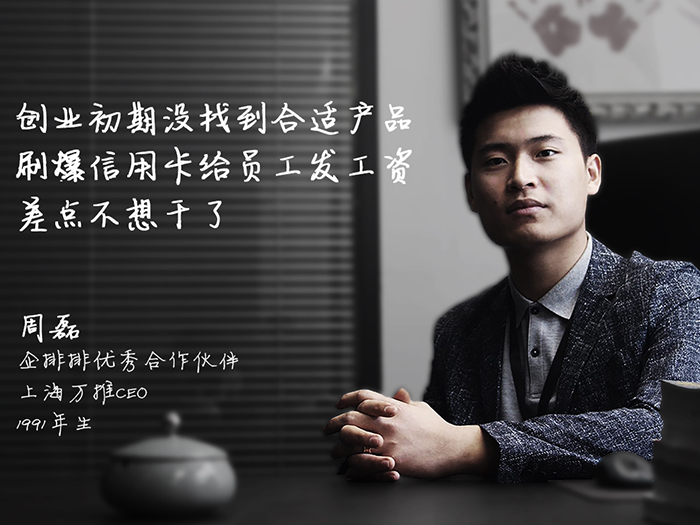 创业初期没找到合适产品
刷爆信用卡给员工发工资
差点不想干了
周磊
企排排优秀合作伙伴
上海万推CEO
1991年生